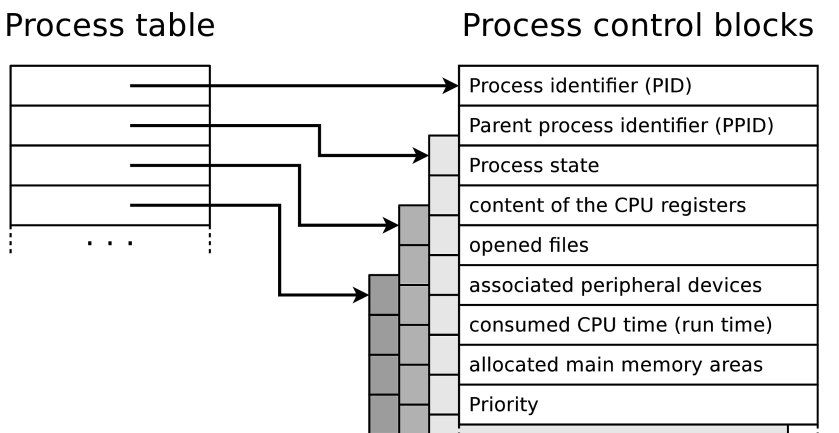 Process table
Process control blocks
Process identifier (PID)
Parent process identifier (PPID)
Process state
content of the CPU registers
opened files
associated peripheral devices
consumed CPU time (run time)
allocated main memory areas
Priority
. . .